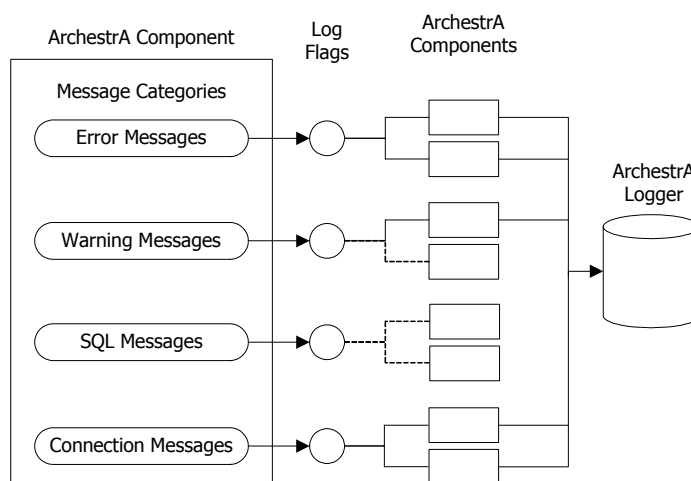 ArchestrA Component
Log
Flags
ArchestrA
Components
Message Categories
Error Messages
ArchestrA
Logger
Warning Messages
SQL Messages
Connection Messages